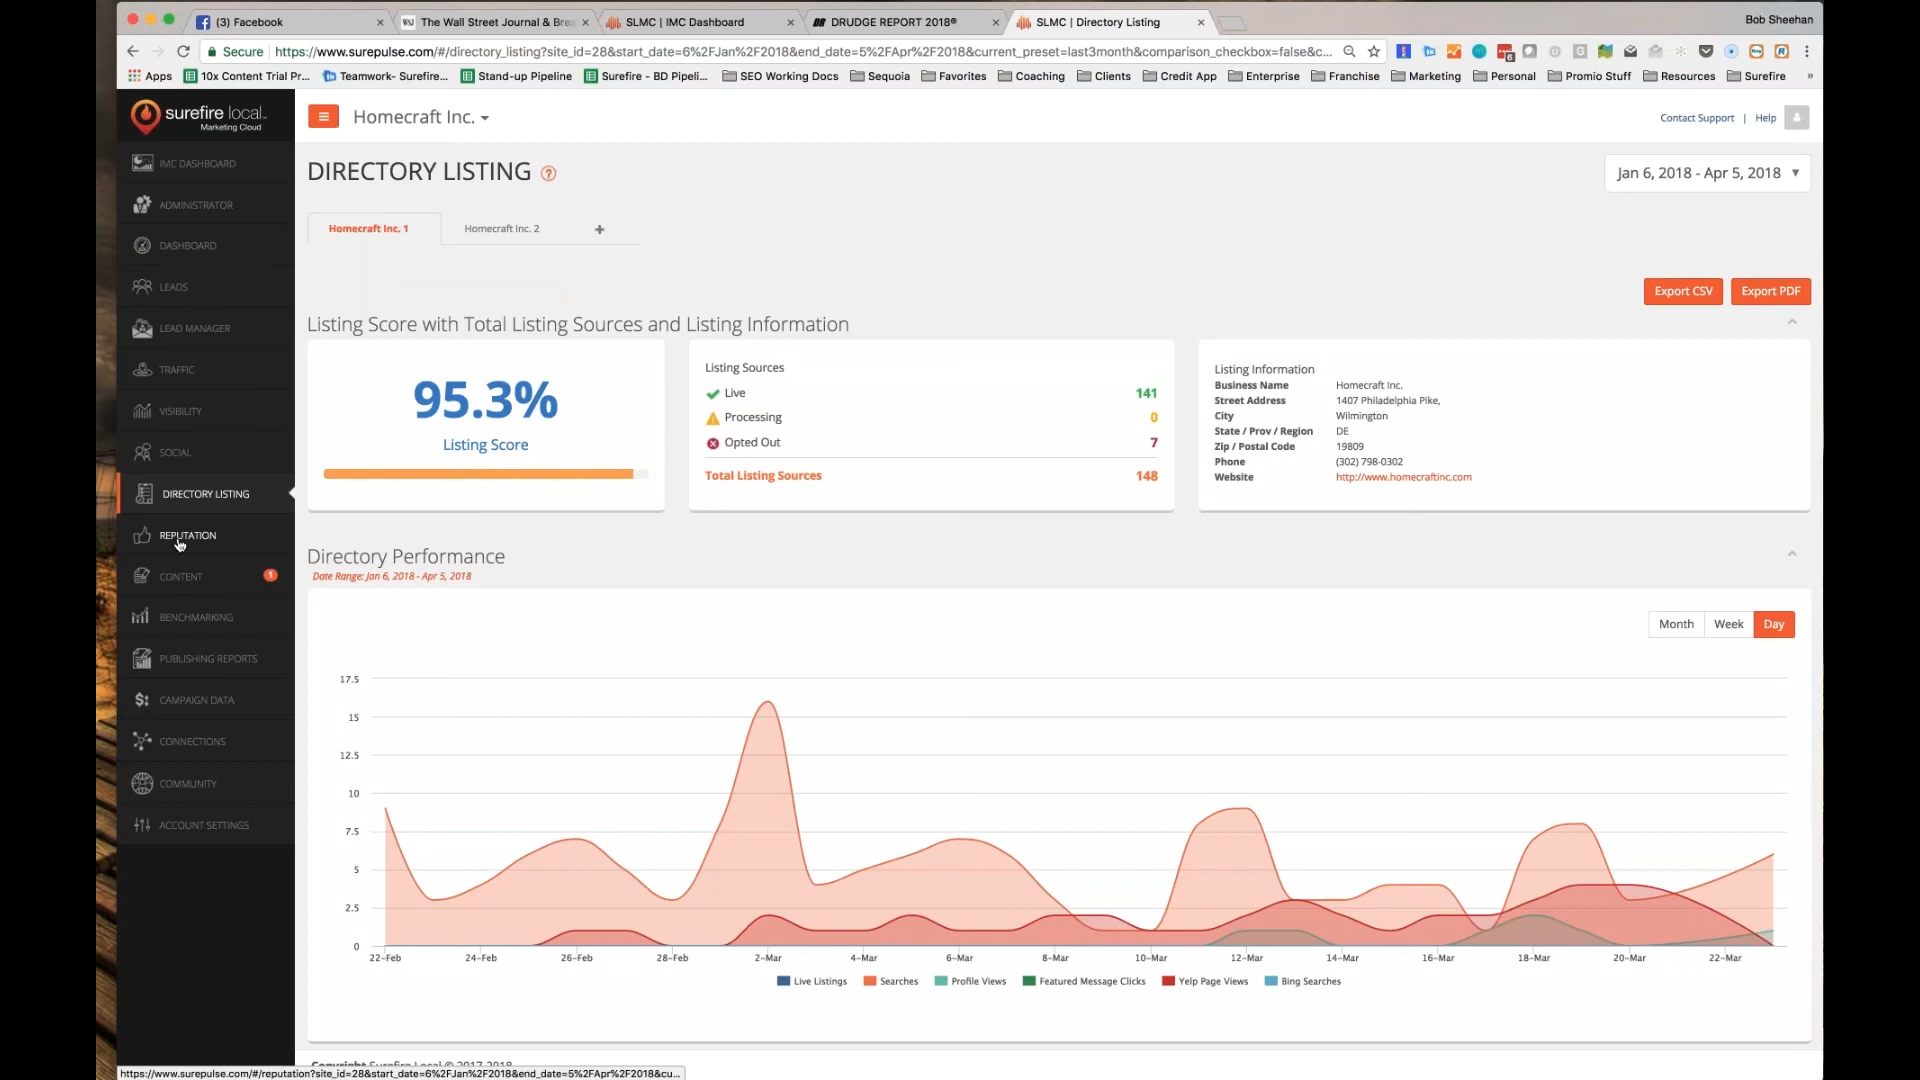 (3) Facebook
WSJ The Wall Street Journal & Brea
SLMC | IMC Dashboard
DR DRUDGE REPORT 2018®
SLMC | Directory Listing
Bob Sheehan
Secure
https://www.surepulse.com/#/directory_listing?site_id=28&start_date=6%2FJan%2F2018&end_date=5%2FApr%2F2018&current_preset=last3month&comparison_checkbox=false&c...
Apps
10x Content Trial Pr...
Teamwork- Surefire...
Stand-up Pipeline
Surefire - BD Pipeli...
SEO Working Docs
Sequoia
Favorites
Coaching
Clients
Credit App
Enterprise
Franchise
Marketing
Personal
Promio Stuff
Resources
Surefire
»
surefire local
Marketing Cloud
Homecraft Inc.
Contact Support | Help
IMC DASHBOARD
ADMINISTRATOR
DASHBOARD
LEADS
LEAD MANAGER
TRAFFIC
VISIBILITY
SOCIAL
DIRECTORY LISTING
REPUTATION
CONTENT 1
BENCHMARKING
PUBLISHING REPORTS
CAMPAIGN DATA
CONNECTIONS
COMMUNITY
ACCOUNT SETTINGS
DIRECTORY LISTING ?
Jan 6, 2018 - Apr 5, 2018
Homecraft Inc. 1
Homecraft Inc. 2
+
Export CSV
Export PDF
Listing Score with Total Listing Sources and Listing Information
95.3%
Listing Score
Listing Sources
Live 141
Processing 0
Opted Out 7
Total Listing Sources 148
Listing Information
Business Name Homecraft Inc.
Street Address 1407 Philadelphia Pike,
City Wilmington
State / Prov / Region DE
Zip / Postal Code 19809
Phone (302) 798-0302
Website http://www.homecraftinc.com
Directory Performance
Date Range: Jan 6, 2018 - Apr 5, 2018
Month Week Day
17.5
15
12.5
10
7.5
5
2.5
0
22-Feb 24-Feb 26-Feb 28-Feb 2-Mar 4-Mar 6-Mar 8-Mar 10-Mar 12-Mar 14-Mar 16-Mar 18-Mar 20-Mar 22-Mar
Live Listings Searches Profile Views Featured Message Clicks Yelp Page Views Bing Searches
Copyright Surefire Local © 2017-2018
https://www.surepulse.com/#/reputation?site_id=28&start_date=6%2FJan%2F2018&end_date=5%2FApr%2F2018&cu...